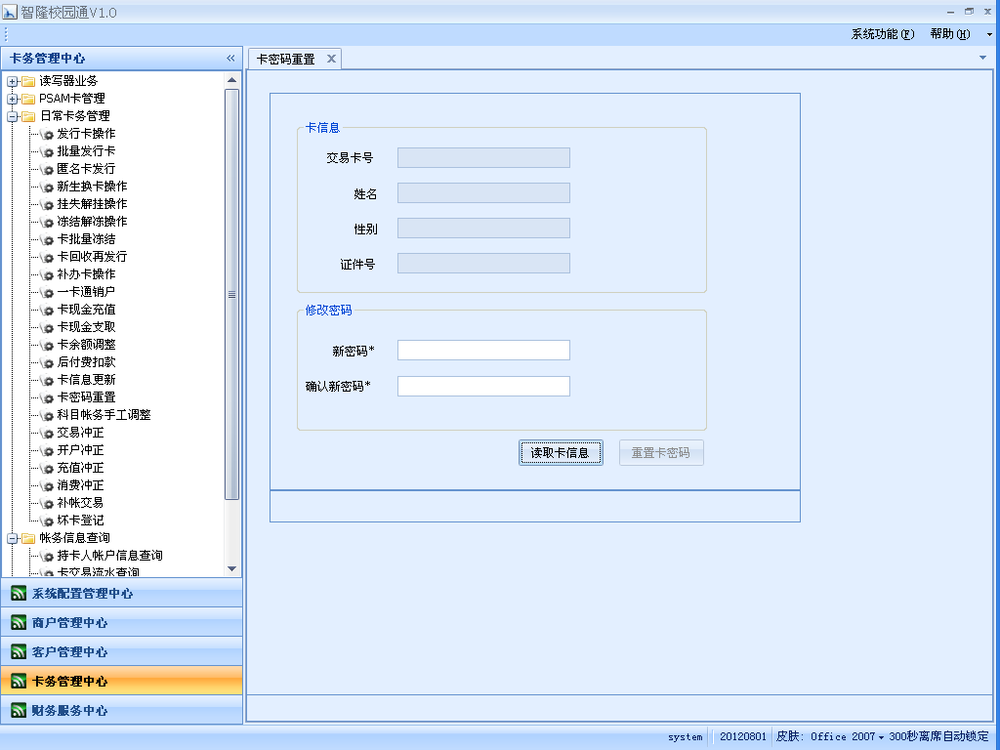 智隆校园通V1.0
系统功能(F) 帮助(H)
卡务管理中心
卡密码重置
读写器业务
PSAM卡管理
日常卡务管理
发行卡操作
批量发行卡
匿名卡发行
新生换卡操作
挂失解挂操作
冻结解冻操作
卡批量冻结
卡回收再发行
补办卡操作
一卡通销户
卡现金充值
卡现金支取
卡余额调整
后付费扣款
卡信息更新
卡密码重置
科目帐务手工调整
交易冲正
开户冲正
充值冲正
消费冲正
补帐交易
坏卡登记
帐务信息查询
持卡人帐户信息查询
卡交易流水查询
系统配置管理中心
商户管理中心
客户管理中心
卡务管理中心
财务服务中心
卡信息
交易卡号
姓名
性别
证件号
修改密码
新密码*
确认新密码*
读取卡信息 重置卡密码
system 20120801 皮肤: Office 2007 300秒离席自动锁定